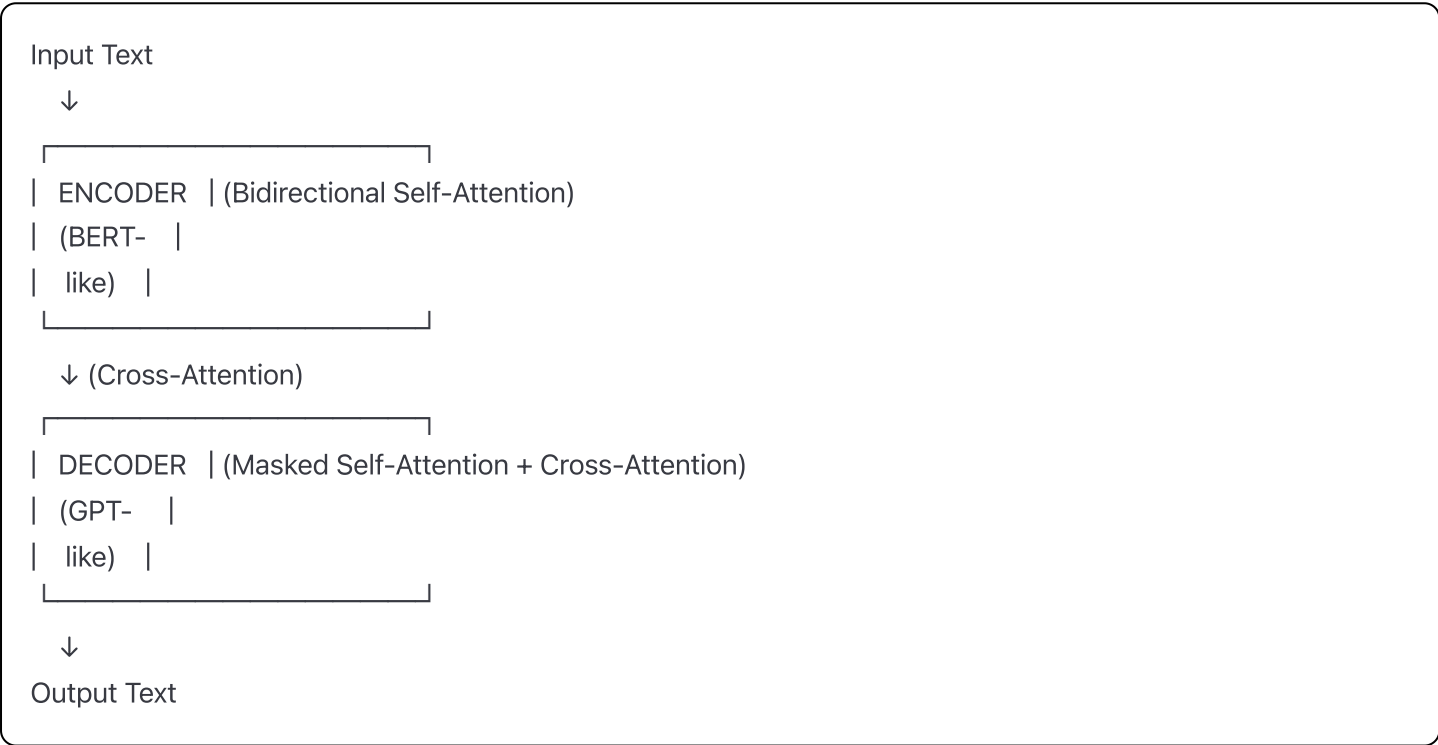 Input Text
↓
┌─────────────┐
│ ENCODER │ (Bidirectional Self-Attention)
│ (BERT- │
│ like) │
└─────────────┘
↓ (Cross-Attention)
┌─────────────┐
│ DECODER │ (Masked Self-Attention + Cross-Attention)
│ (GPT- │
│ like) │
└─────────────┘
↓
Output Text